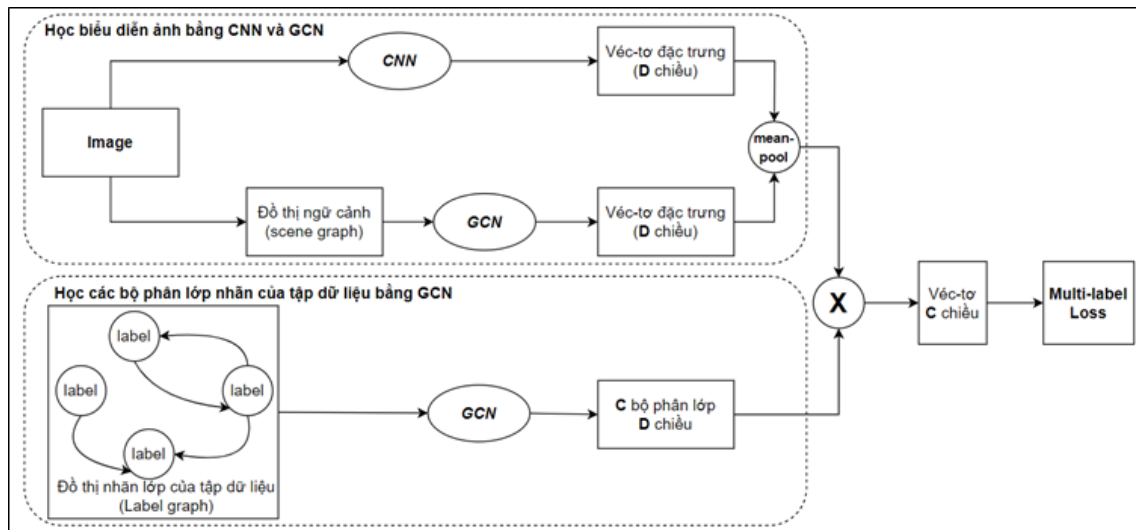 Học biểu diễn ảnh bằng CNN và GCN
CNN
Véc-tơ đặc trưng
(D chiều)
Image
mean-
pool
Đồ thị ngữ cảnh
(scene graph)
GCN
Véc-tơ đặc trưng
(D chiều)
Học các bộ phân lớp nhãn của tập dữ liệu bằng GCN
label
label
label
label
Đồ thị nhãn lớp của tập dữ liệu
(Label graph)
GCN
C bộ phân lớp
D chiều
X
Véc-tơ
C chiều
Multi-label
Loss